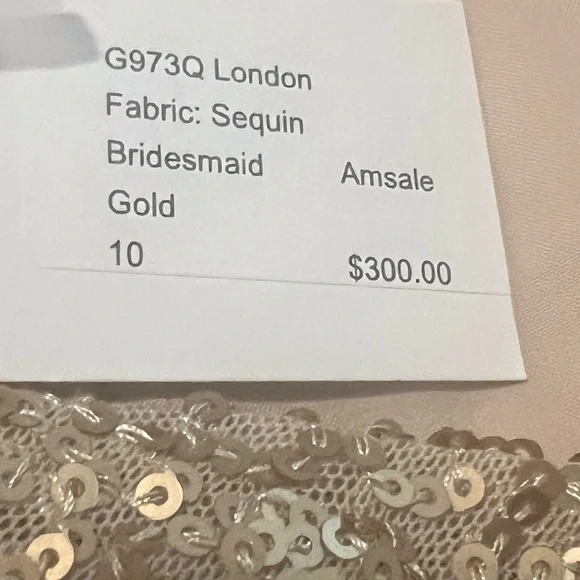 G973Q London
Fabric: Sequin
Bridesmaid Amsale
Gold
10 $300.00